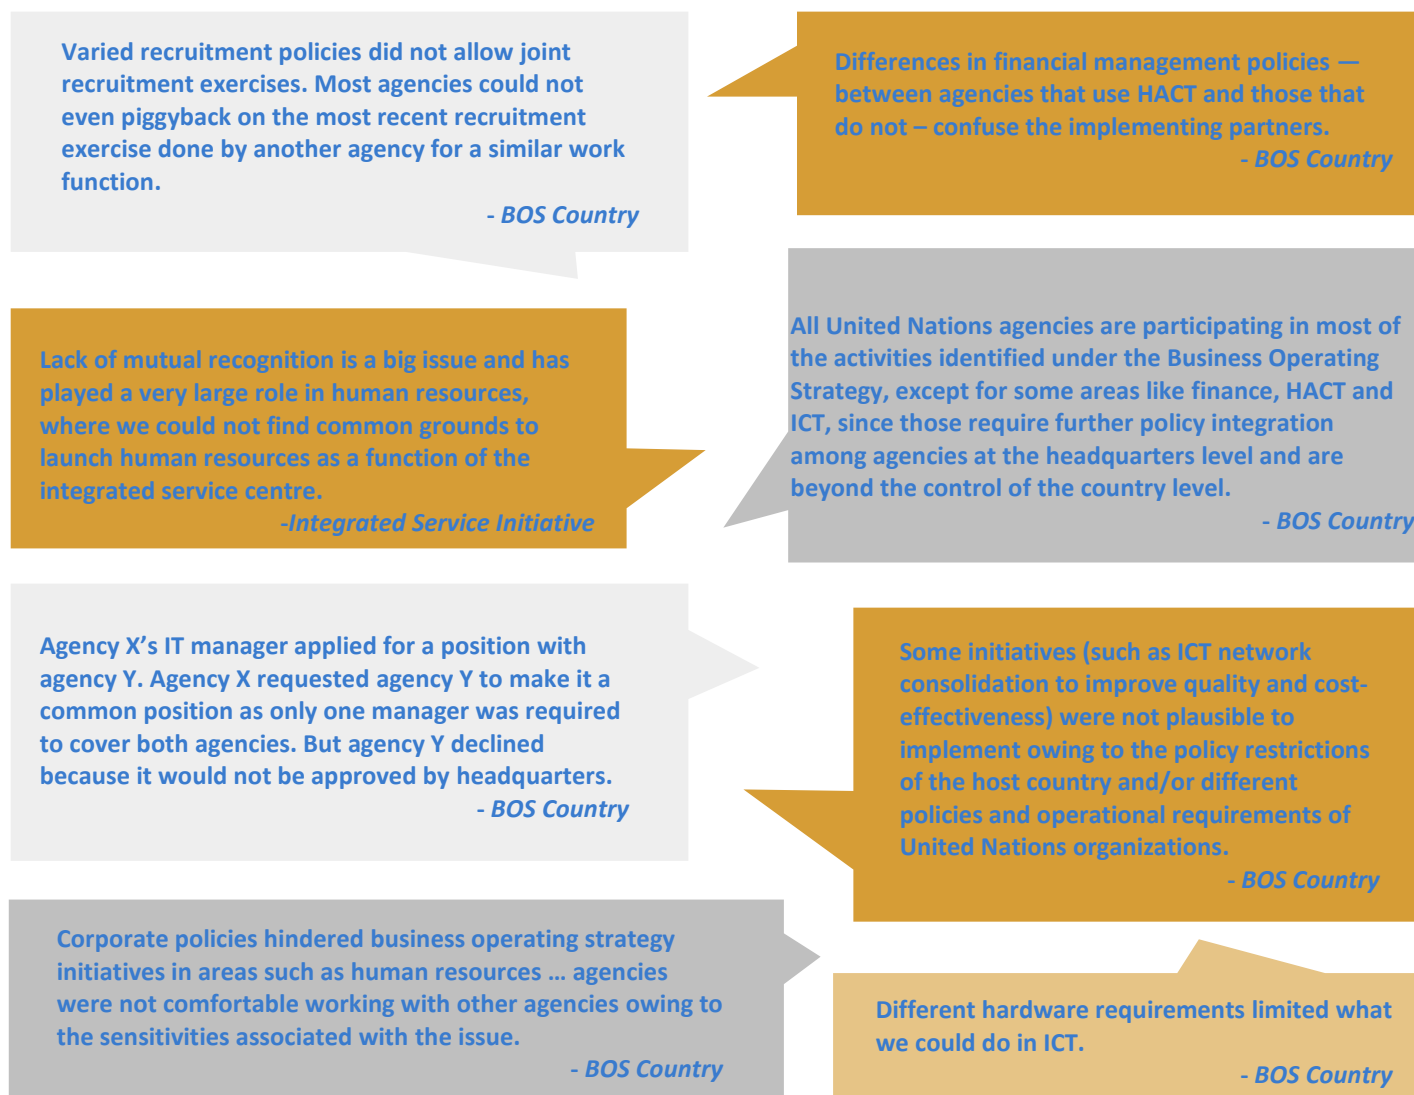 Varied recruitment policies did not allow joint
recruitment exercises. Most agencies could not
even piggyback on the most recent recruitment
exercise done by another agency for a similar work
function.
- BOS Country
Differences in financial management policies —
between agencies that use HACT and those that
do not – confuse the implementing partners.
- BOS Country
Lack of mutual recognition is a big issue and has
played a very large role in human resources,
where we could not find common grounds to
launch human resources as a function of the
integrated service centre.
-Integrated Service Initiative
All United Nations agencies are participating in most of
the activities identified under the Business Operating
Strategy, except for some areas like finance, HACT and
ICT, since those require further policy integration
among agencies at the headquarters level and are
beyond the control of the country level.
- BOS Country
Agency X’s IT manager applied for a position with
agency Y. Agency X requested agency Y to make it a
common position as only one manager was required
to cover both agencies. But agency Y declined
because it would not be approved by headquarters.
- BOS Country
Some initiatives (such as ICT network
consolidation to improve quality and cost-
effectiveness) were not plausible to
implement owing to the policy restrictions
of the host country and/or different
policies and operational requirements of
United Nations organizations.
- BOS Country
Corporate policies hindered business operating strategy
initiatives in areas such as human resources … agencies
were not comfortable working with other agencies owing to
the sensitivities associated with the issue.
- BOS Country
Different hardware requirements limited what
we could do in ICT.
- BOS Country